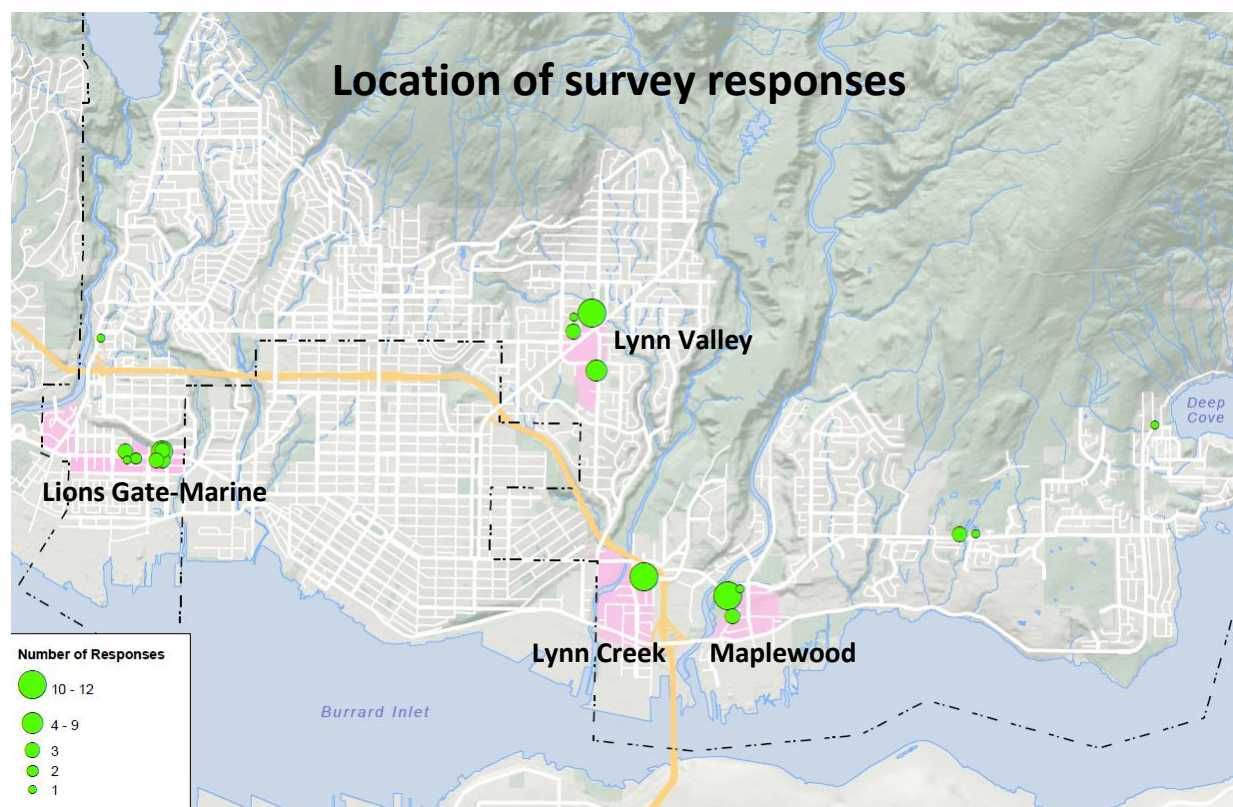 Location of survey responses
Lynn Valley
Deep
Cove
Lions Gate-Marine
Lynn Creek
Maplewood
Burrard Inlet
Number of Responses
10 - 12
4 - 9
3
2
1